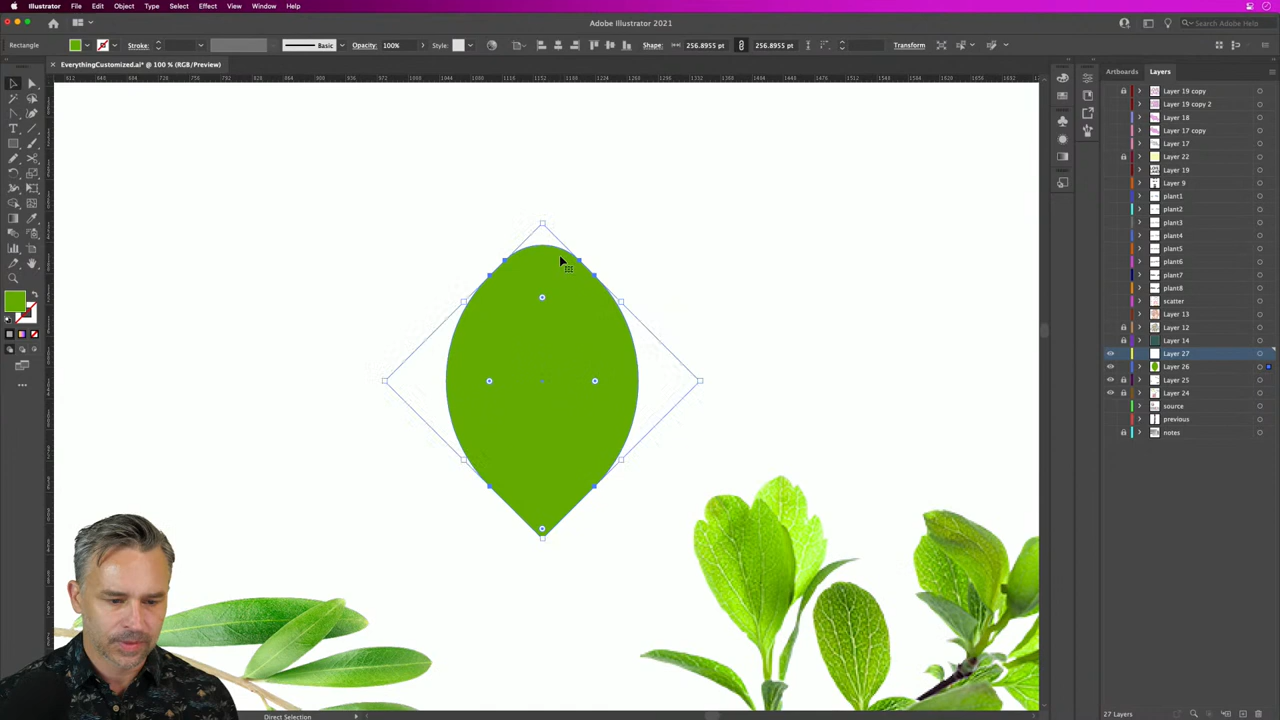 Illustrator File Edit Object Type Select Effect View Window Help
Adobe Illustrator 2021
Search Adobe Help
Rectangle Stroke: Basic Opacity: 100% Style: Shape: 256.8955 pt 256.8955 pt Transform
EverythingCustomized.ai* @ 100 % (RGB/Preview)
Artboards Layers
Layer 19 copy
Layer 19 copy 2
Layer 18
Layer 17 copy
Layer 17
Layer 22
Layer 19
Layer 9
plant1
plant2
plant3
plant4
plant5
plant6
plant7
plant8
scatter
Layer 13
Layer 12
Layer 14
Layer 27
Layer 26
Layer 25
Layer 24
source
previous
notes
Direct Selection
27 Layers